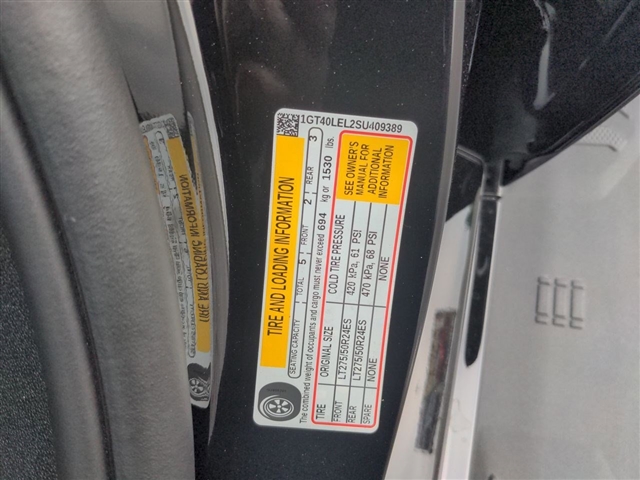 1GT40LEL2SU409389
TIRE AND LOADING INFORMATION
SEATING CAPACITY TOTAL 5 FRONT 2 REAR 3
The combined weight of occupants and cargo must never exceed 694 kg or 1530 lbs.
TIRE ORIGINAL SIZE COLD TIRE PRESSURE
FRONT LT275/50R24ES 420 kPa, 61 PSI
REAR LT275/50R24ES 470 kPa, 68 PSI
SPARE NONE NONE
SEE OWNER'S
MANUAL FOR
ADDITIONAL
INFORMATION